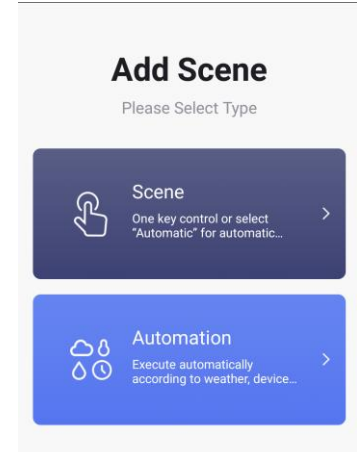 Add Scene
Please Select Type
Scene
One key control or select
“Automatic” for automatic...
Automation
Execute automatically
according to weather, device...